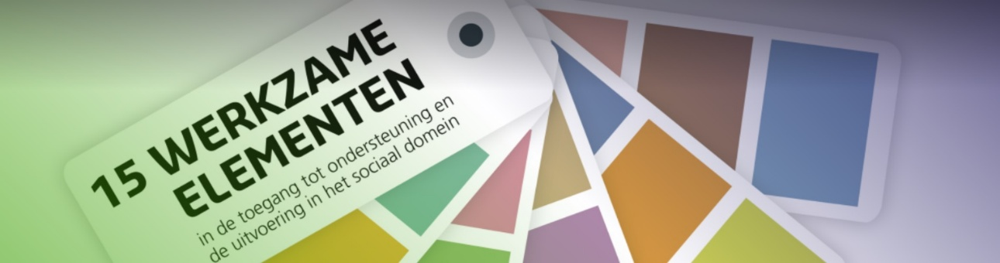 15 WERKZAME
ELEMENTEN
in de toegang tot ondersteuning en
de uitvoering in het sociaal domein